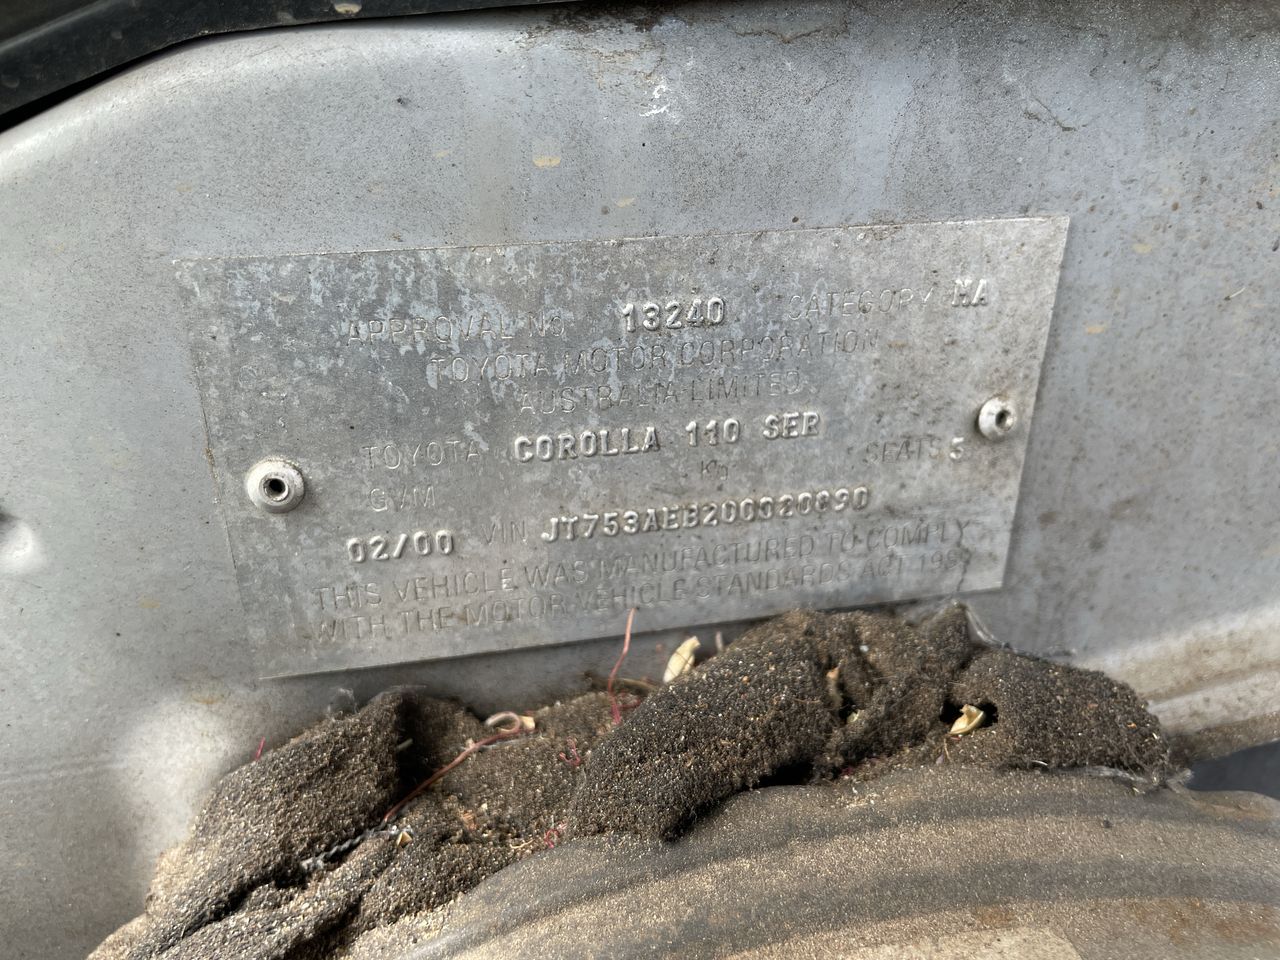 APPROVAL NO 13240 CATEGORY MA
TOYOTA MOTOR CORPORATION
AUSTRALIA LIMITED
TOYOTA COROLLA 110 SER SEATS 5
GVM Kg
02/00 VIN JT753AEB200020890
THIS VEHICLE WAS MANUFACTURED TO COMPLY
WITH THE MOTOR VEHICLE STANDARDS ACT